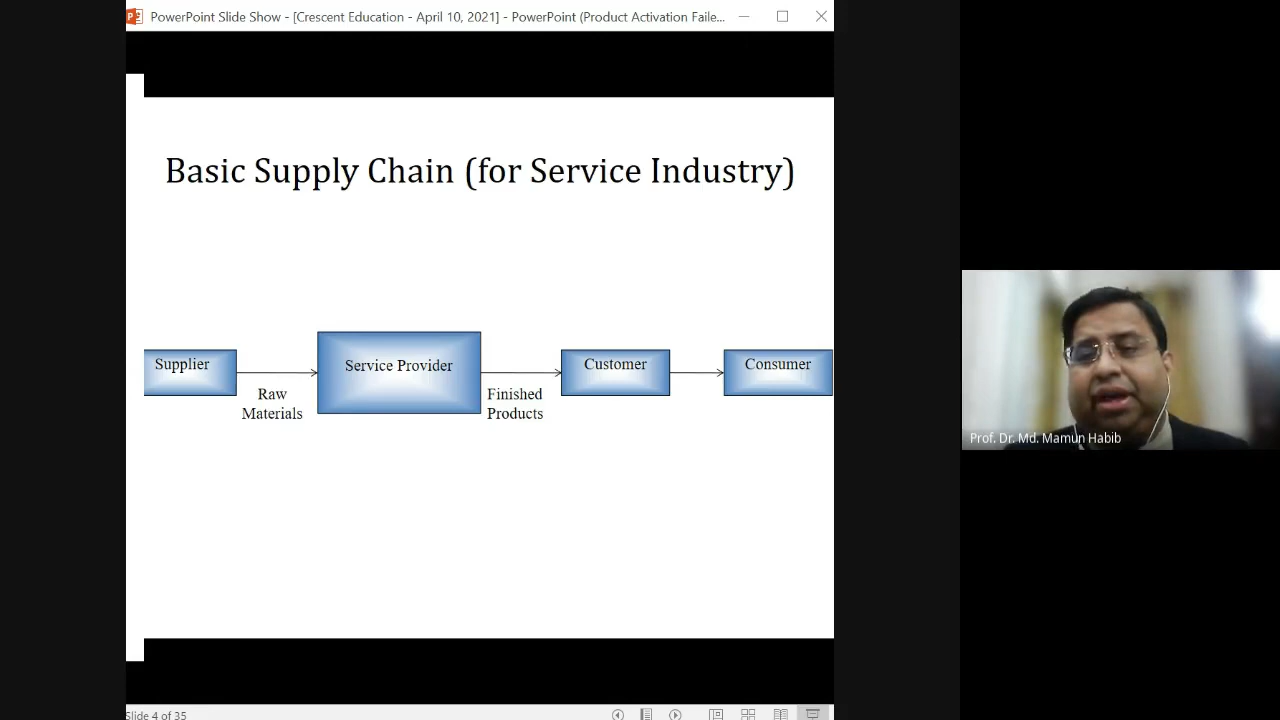 PowerPoint Slide Show - [Crescent Education - April 10, 2021] - PowerPoint (Product Activation Faile...
Basic Supply Chain (for Service Industry)
Supplier
Service Provider
Customer
Consumer
Raw
Materials
Finished
Products
Prof. Dr. Md. Mamun Habib
Slide 4 of 35